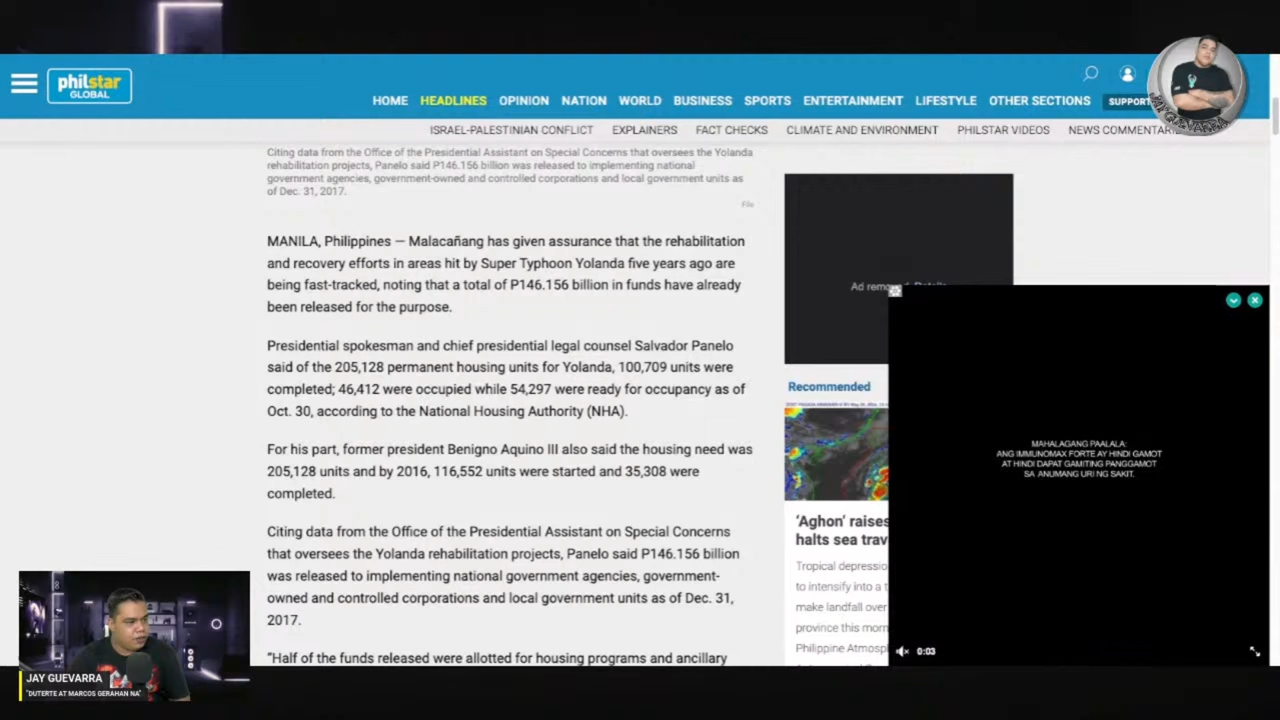 philstar
GLOBAL
HOME HEADLINES OPINION NATION WORLD BUSINESS SPORTS ENTERTAINMENT LIFESTYLE OTHER SECTIONS SUPPORT
ISRAEL-PALESTINIAN CONFLICT EXPLAINERS FACT CHECKS CLIMATE AND ENVIRONMENT PHILSTAR VIDEOS NEWS COMMENTARI
JAY GUEVARRA
Citing data from the Office of the Presidential Assistant on Special Concerns that oversees the Yolanda
rehabilitation projects, Panelo said P146.156 billion was released to implementing national
government agencies, government-owned and controlled corporations and local government units as
of Dec. 31, 2017.
File
MANILA, Philippines — Malacañang has given assurance that the rehabilitation
and recovery efforts in areas hit by Super Typhoon Yolanda five years ago are
being fast-tracked, noting that a total of P146.156 billion in funds have already
been released for the purpose.
Presidential spokesman and chief presidential legal counsel Salvador Panelo
said of the 205,128 permanent housing units for Yolanda, 100,709 units were
completed; 46,412 were occupied while 54,297 were ready for occupancy as of
Oct. 30, according to the National Housing Authority (NHA).
For his part, former president Benigno Aquino III also said the housing need was
205,128 units and by 2016, 116,552 units were started and 35,308 were
completed.
Citing data from the Office of the Presidential Assistant on Special Concerns
that oversees the Yolanda rehabilitation projects, Panelo said P146.156 billion
was released to implementing national government agencies, government-
owned and controlled corporations and local government units as of Dec. 31,
2017.
“Half of the funds released were allotted for housing programs and ancillary
Ad
Recommended
‘Aghon’ raises
halts sea trav
Tropical depressio
to intensify into a t
make landfall over
province this morn
Philippine Atmosp
MAHALAGANG PAALALA:
ANG IMMUNOMAX FORTE AY HINDI GAMOT
AT HINDI DAPAT GAMITING PANGGAMOT
SA ANUMANG URI NG SAKIT.
0:03
JAY GUEVARRA
"DUTERTE AT MARCOS GERAHAN NA"